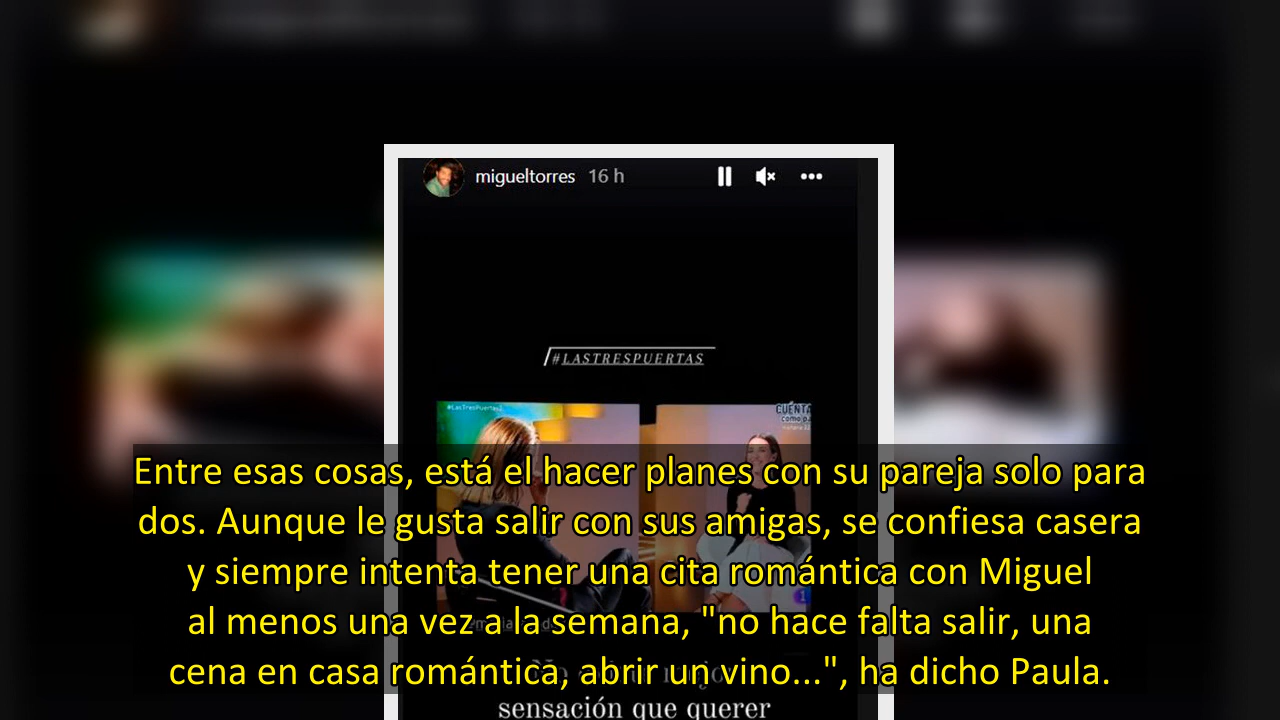 migueltorres 16 h
#LASTRESPUERTAS
#LasTresPuertas
CUÉNTA
como p
Entre esas cosas, está el hacer planes con su pareja solo para
dos. Aunque le gusta salir con sus amigas, se confiesa casera
y siempre intenta tener una cita romántica con Miguel
al menos una vez a la semana, "no hace falta salir, una
cena en casa romántica, abrir un vino...", ha dicho Paula.
sensación que querer